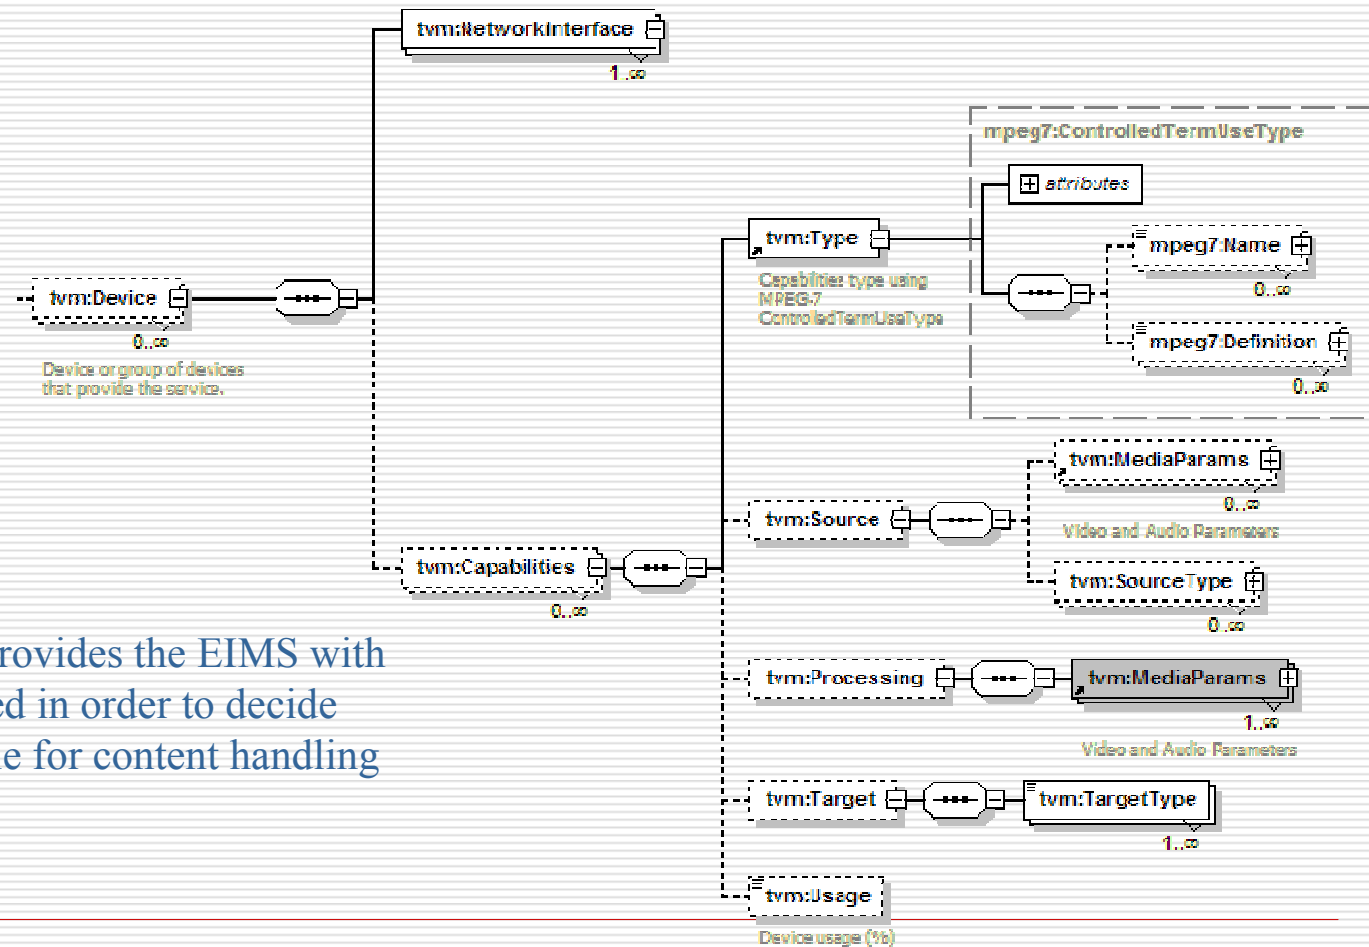 tvm:NetworkInterface
1..∞
mpeg7:ControlledTermUseType
attributes
tvm:Type
Capabilities type using
MPEG-7
ControlledTermUseType
mpeg7:Name
0..∞
mpeg7:Definition
0..∞
tvm:Device
0..∞
Device or group of devices
that provide the service.
tvm:MediaParams
0..∞
Video and Audio Parameters
tvm:Source
tvm:SourceType
0..∞
tvm:Capabilities
0..∞
rovides the EIMS with
ed in order to decide
e for content handling
tvm:Processing
tvm:MediaParams
1..∞
Video and Audio Parameters
tvm:Target
tvm:TargetType
1..∞
tvm:Usage
Device usage (%)